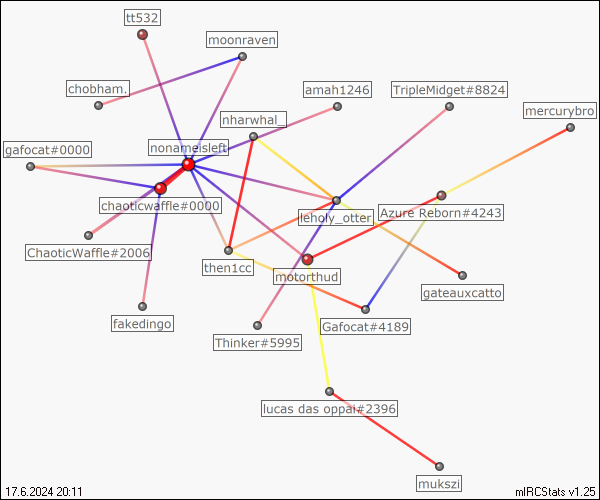 tt532
moonraven
chobham.
amah1246
TripleMidget#8824
mercurybro
nharwhal_
gafocat#0000
nonameisleft
chaoticwaffle#0000
leholy_otter
Azure Reborn#4243
ChaoticWaffle#2006
then1cc
motorthud
gateauxcatto
fakedingo
Gafocat#4189
Thinker#5995
lucas das oppai#2396
mukszi
17.6.2024 20:11
mIRCStats v1.25